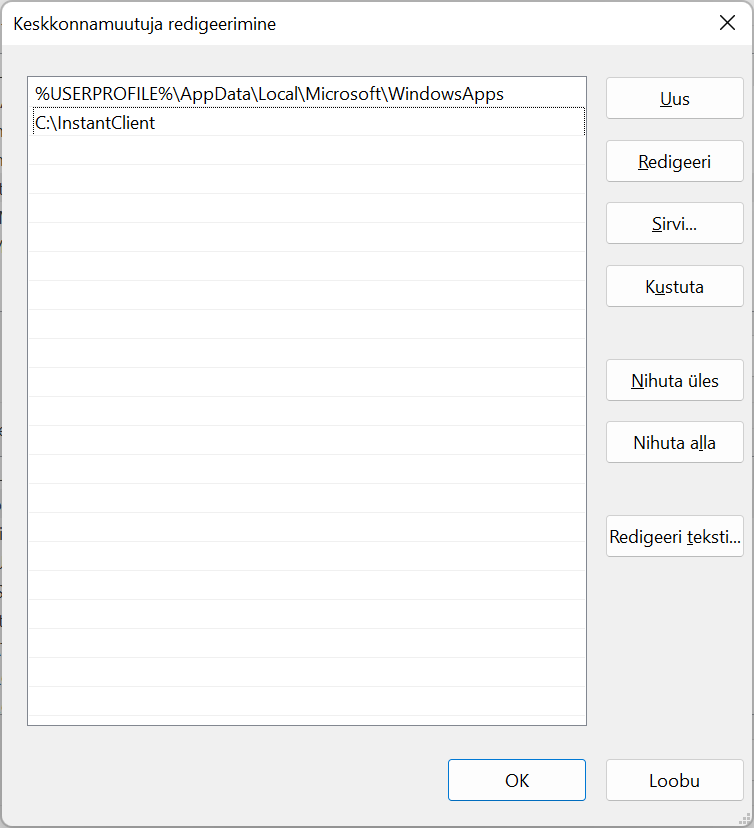 Keskkonnamuutuja redigeerimine
%USERPROFILE%\AppData\Local\Microsoft\WindowsApps
C:\InstantClient
Uus
Redigeeri
Sirvi...
Kustuta
Nihuta üles
Nihuta alla
Redigeeri teksti...
OK
Loobu